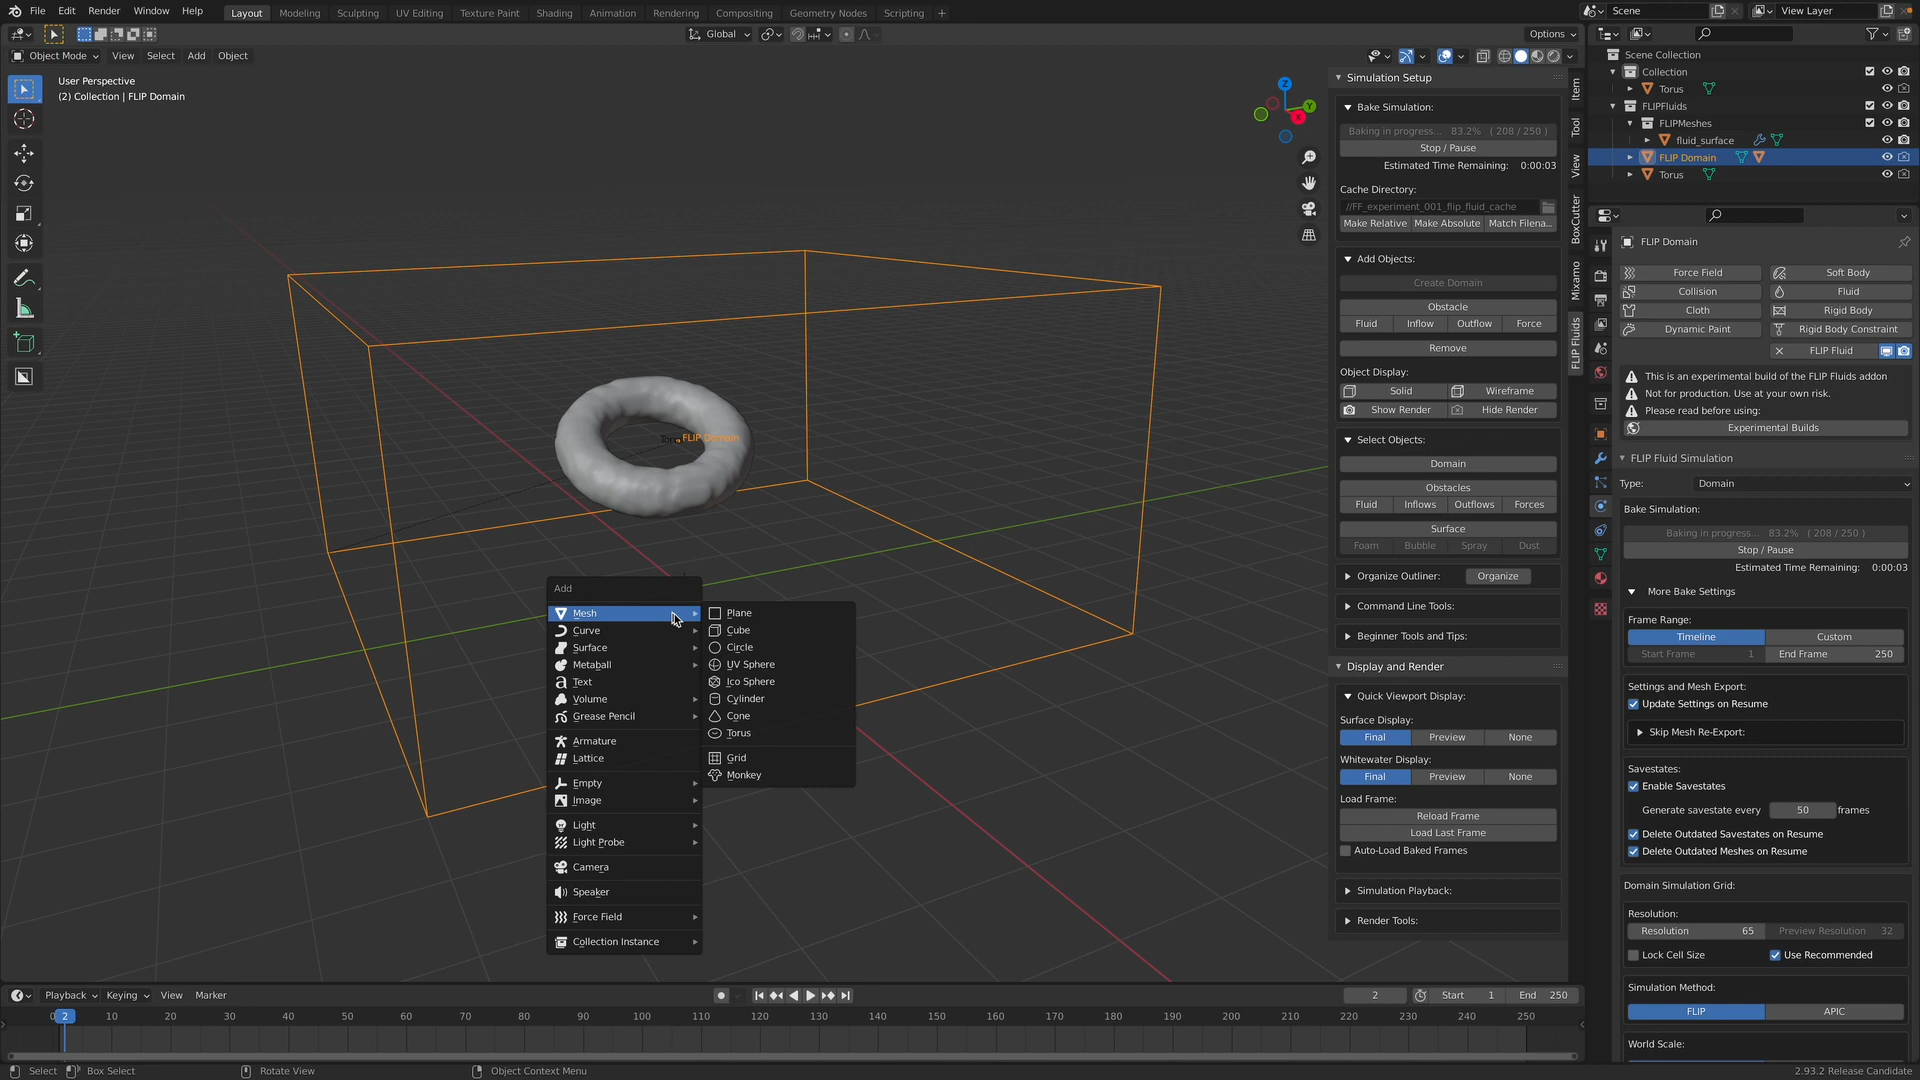 File Edit Render Window Help
Layout Modeling Sculpting UV Editing Texture Paint Shading Animation Rendering Compositing Geometry Nodes Scripting +
Scene
View Layer
Global
Options
Object Mode View Select Add Object
User Perspective
(2) Collection | FLIP Domain
Z
Y
X
Torus
FLIP Domain
Add
Mesh
Curve
Surface
Metaball
Text
Volume
Grease Pencil
Armature
Lattice
Empty
Image
Light
Light Probe
Camera
Speaker
Force Field
Collection Instance
Plane
Cube
Circle
UV Sphere
Ico Sphere
Cylinder
Cone
Torus
Grid
Monkey
Simulation Setup
Bake Simulation:
Baking in progress... 83.2% ( 208 / 250 )
Stop / Pause
Estimated Time Remaining: 0:00:03
Cache Directory:
//FF_experiment_001_flip_fluid_cache
Make Relative Make Absolute Match Filena...
Add Objects:
Create Domain
Obstacle
Fluid Inflow Outflow Force
Remove
Object Display:
Solid Wireframe
Show Render Hide Render
Select Objects:
Domain
Obstacles
Fluid Inflows Outflows Forces
Surface
Foam Bubble Spray Dust
Organize Outliner: Organize
Command Line Tools:
Beginner Tools and Tips:
Display and Render
Quick Viewport Display:
Surface Display:
Final Preview None
Whitewater Display:
Final Preview None
Load Frame:
Reload Frame
Load Last Frame
Auto-Load Baked Frames
Simulation Playback:
Render Tools:
Item
Tool
View
BoxCutter
Mixamo
FLIP Fluids
Scene Collection
Collection
Torus
FLIPFluids
FLIPMeshes
fluid_surface
FLIP Domain
Torus
FLIP Domain
Force Field Soft Body
Collision Fluid
Cloth Rigid Body
Dynamic Paint Rigid Body Constraint
FLIP Fluid
This is an experimental build of the FLIP Fluids addon
Not for production. Use at your own risk.
Please read before using:
Experimental Builds
FLIP Fluid Simulation
Type: Domain
Bake Simulation:
Baking in progress... 83.2% ( 208 / 250 )
Stop / Pause
Estimated Time Remaining: 0:00:03
More Bake Settings
Frame Range:
Timeline Custom
Start Frame 1 End Frame 250
Settings and Mesh Export:
Update Settings on Resume
Skip Mesh Re-Export:
Savestates:
Enable Savestates
Generate savestate every 50 frames
Delete Outdated Savestates on Resume
Delete Outdated Meshes on Resume
Domain Simulation Grid:
Resolution:
Resolution 65 Preview Resolution 32
Lock Cell Size Use Recommended
Simulation Method:
FLIP APIC
World Scale:
Playback Keying View Marker
2 Start 1 End 250
0 2 10 20 30 40 50 60 70 80 90 100 110 120 130 140 150 160 170 180 190 200 210 220 230 240 250
Select Box Select Rotate View Object Context Menu
2.93.2 Release Candidate